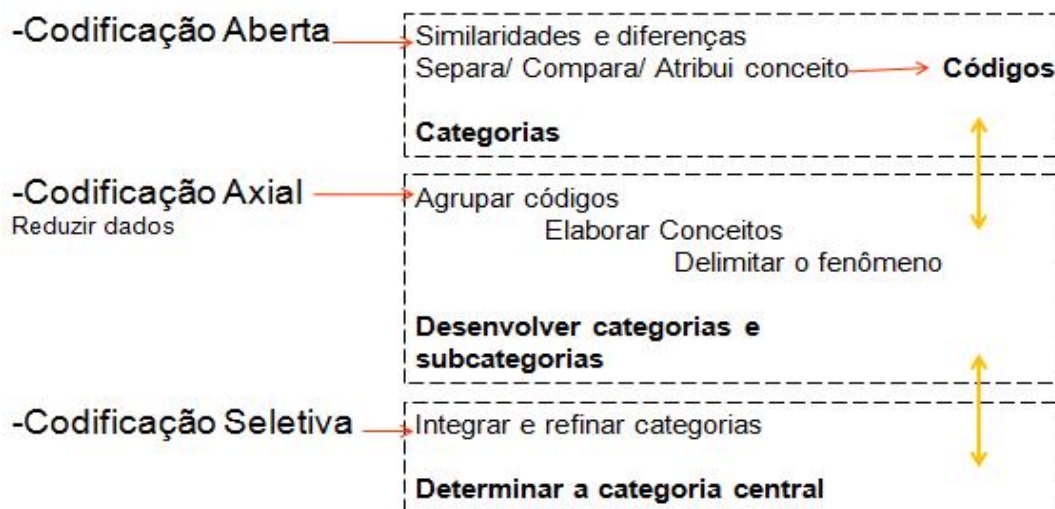 -Codificação Aberta
Similaridades e diferenças
Separa/ Compara/ Atribui conceito
Códigos
Categorias
-Codificação Axial
Reduzir dados
Agrupar códigos
Elaborar Conceitos
Delimitar o fenômeno
Desenvolver categorias e
subcategorias
-Codificação Seletiva
Integrar e refinar categorias
Determinar a categoria central